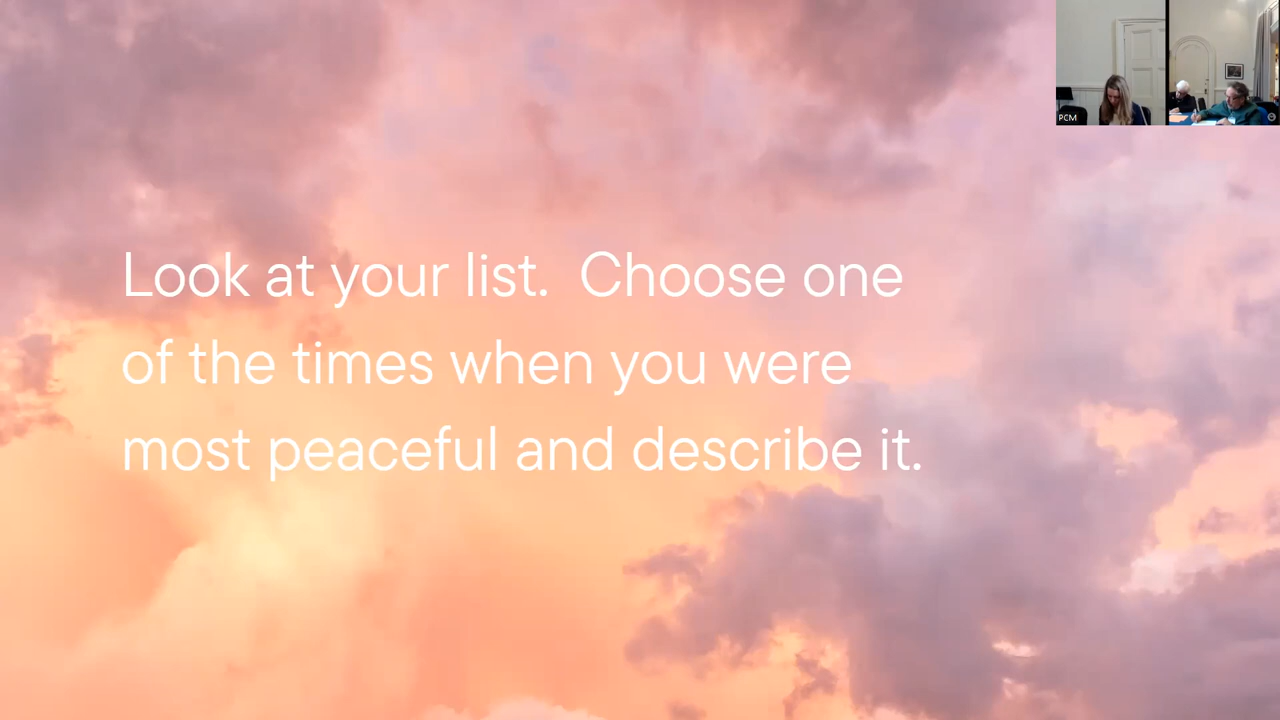 Look at your list.  Choose one
of the times when you were
most peaceful and describe it.
PCM